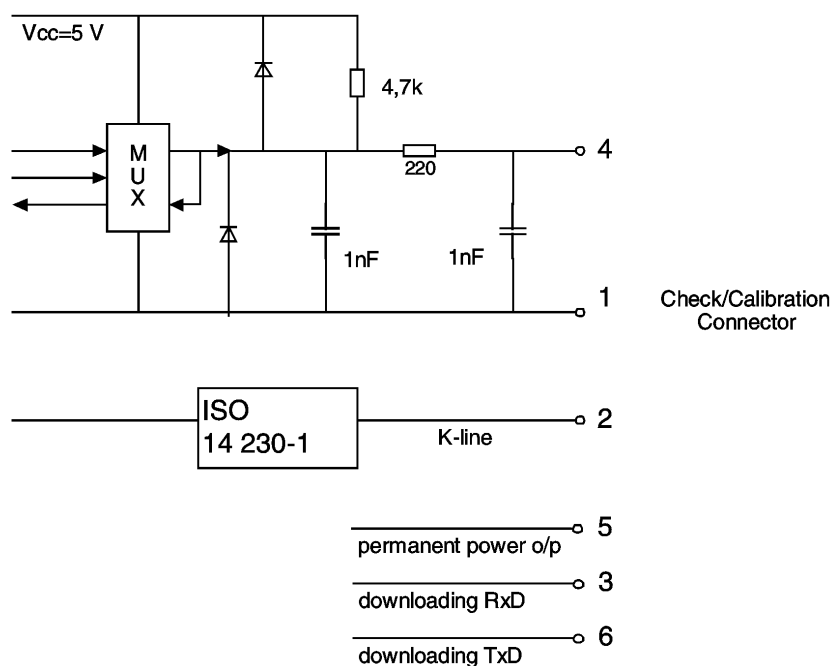 Vcc=5 V
4,7k
M
U
X
220
4
1nF
1nF
1
Check/Calibration
Connector
ISO
14 230-1
K-line
2
permanent power o/p
5
downloading RxD
3
downloading TxD
6